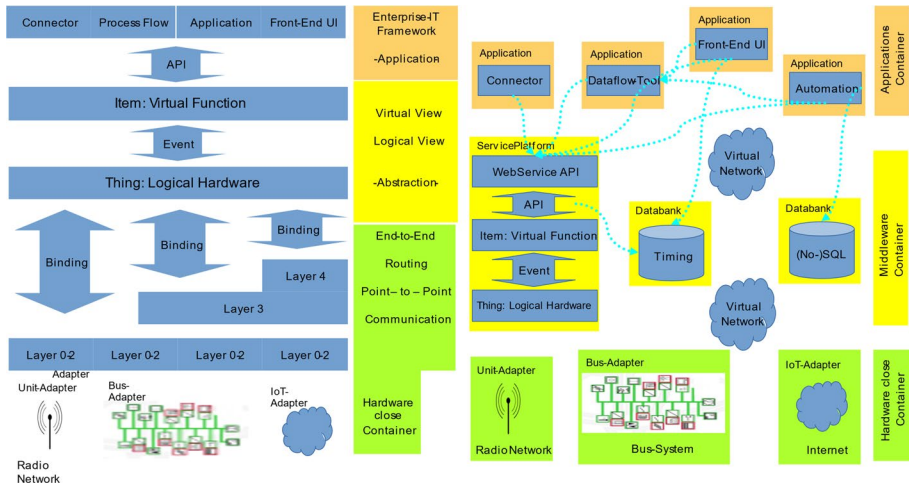 Connector
Process Flow
Application
Front-End UI
API
Item: Virtual Function
Event
Thing: Logical Hardware
Binding
Binding
Binding
Layer 4
Layer 3
Layer 0-2
Layer 0-2
Layer 0-2
Layer 0-2
Adapter
Unit-Adapter
Bus-
Adapter
IoT-
Adapter
Radio
Network
Enterprise-IT
Framework
-Application-
Virtual View
Logical View
-Abstraction-
End-to-End
Routing
Point– to – Point
Communication
Hardware
close
Container
Application
Connector
Application
Dataflow-Tool
Application
Front-End UI
Application
Automation
Applications
Container
ServicePlatform
WebService API
API
Item: Virtual Function
Event
Thing: Logical Hardware
Databank
Timing
Virtual
Network
Databank
(No-)SQL
Virtual
Network
Middleware
Container
Unit-Adapter
Radio Network
Bus-Adapter
Bus-System
IoT-Adapter
Internet
Hardware close
Container